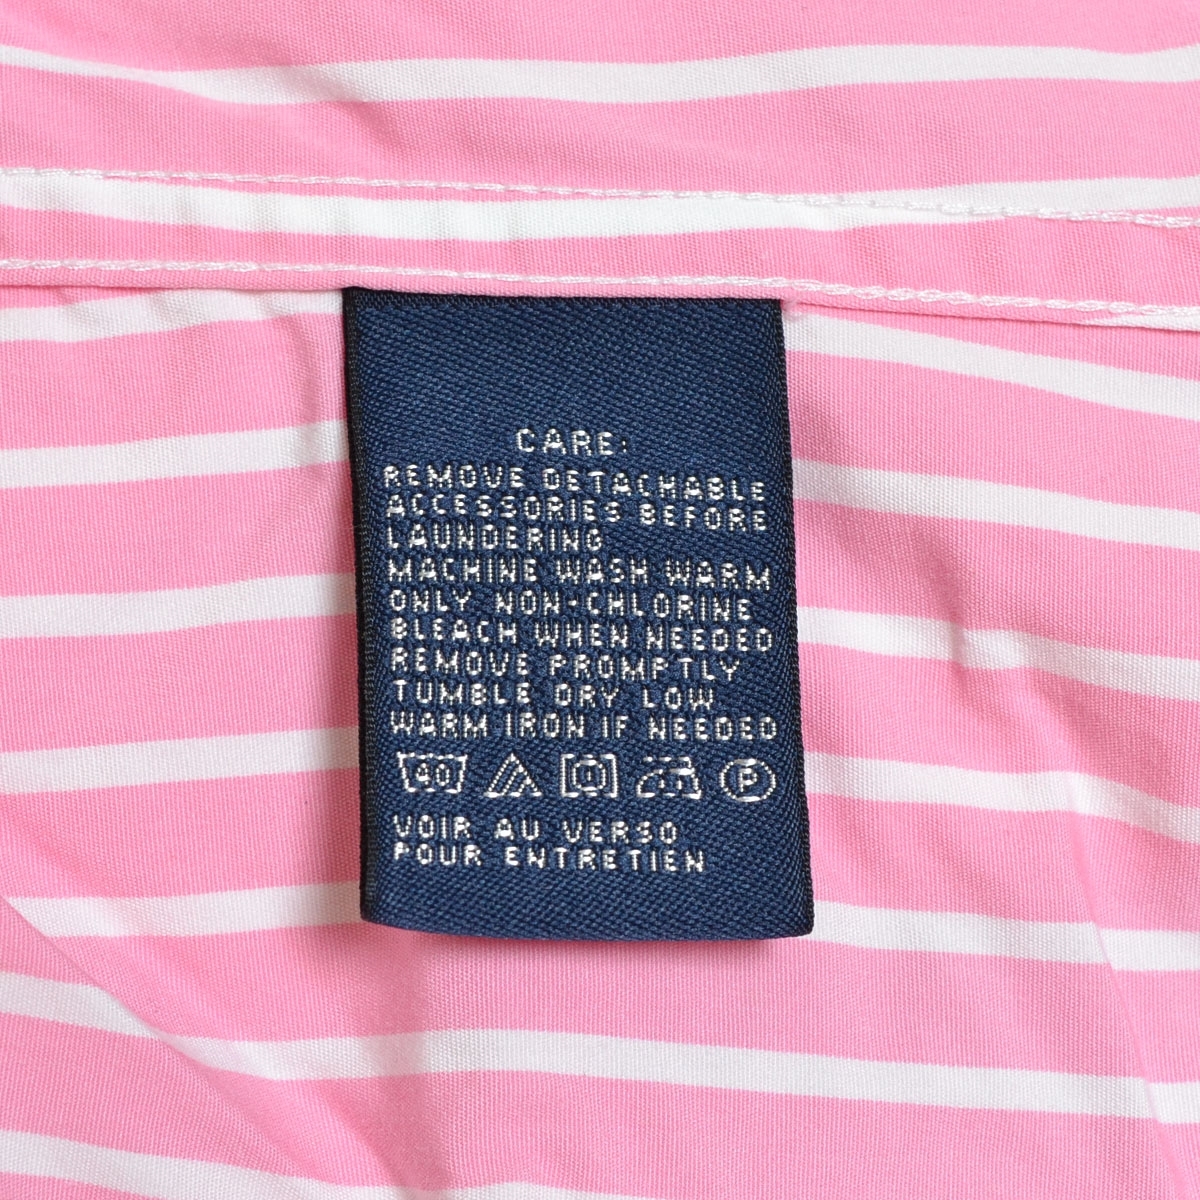 CARE:
REMOVE DETACHABLE
ACCESSORIES BEFORE
LAUNDERING
MACHINE WASH WARM
ONLY NON-CHLORINE
BLEACH WHEN NEEDED
REMOVE PROMPTLY
TUMBLE DRY LOW
WARM IRON IF NEEDED
40 P
VOIR AU VERSO
POUR ENTRETIEN